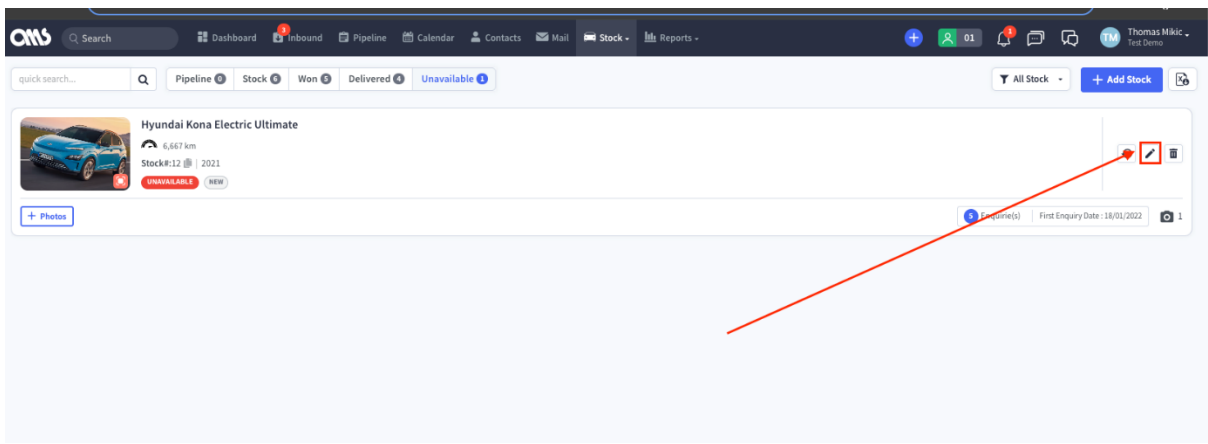 OMS Search Dashboard 3 Inbound Pipeline Calendar Contacts Mail Stock Reports 01 1 TM Thomas Mikic
Test Demo
quick search... Pipeline 0 Stock 6 Won 5 Delivered 4 Unavailable 1 All Stock + Add Stock
Hyundai Kona Electric Ultimate
6,667 km
Stock#:12 | 2021
UNAVAILABLE NEW
+ Photos 5 Enquirie(s) First Enquiry Date : 18/01/2022 1